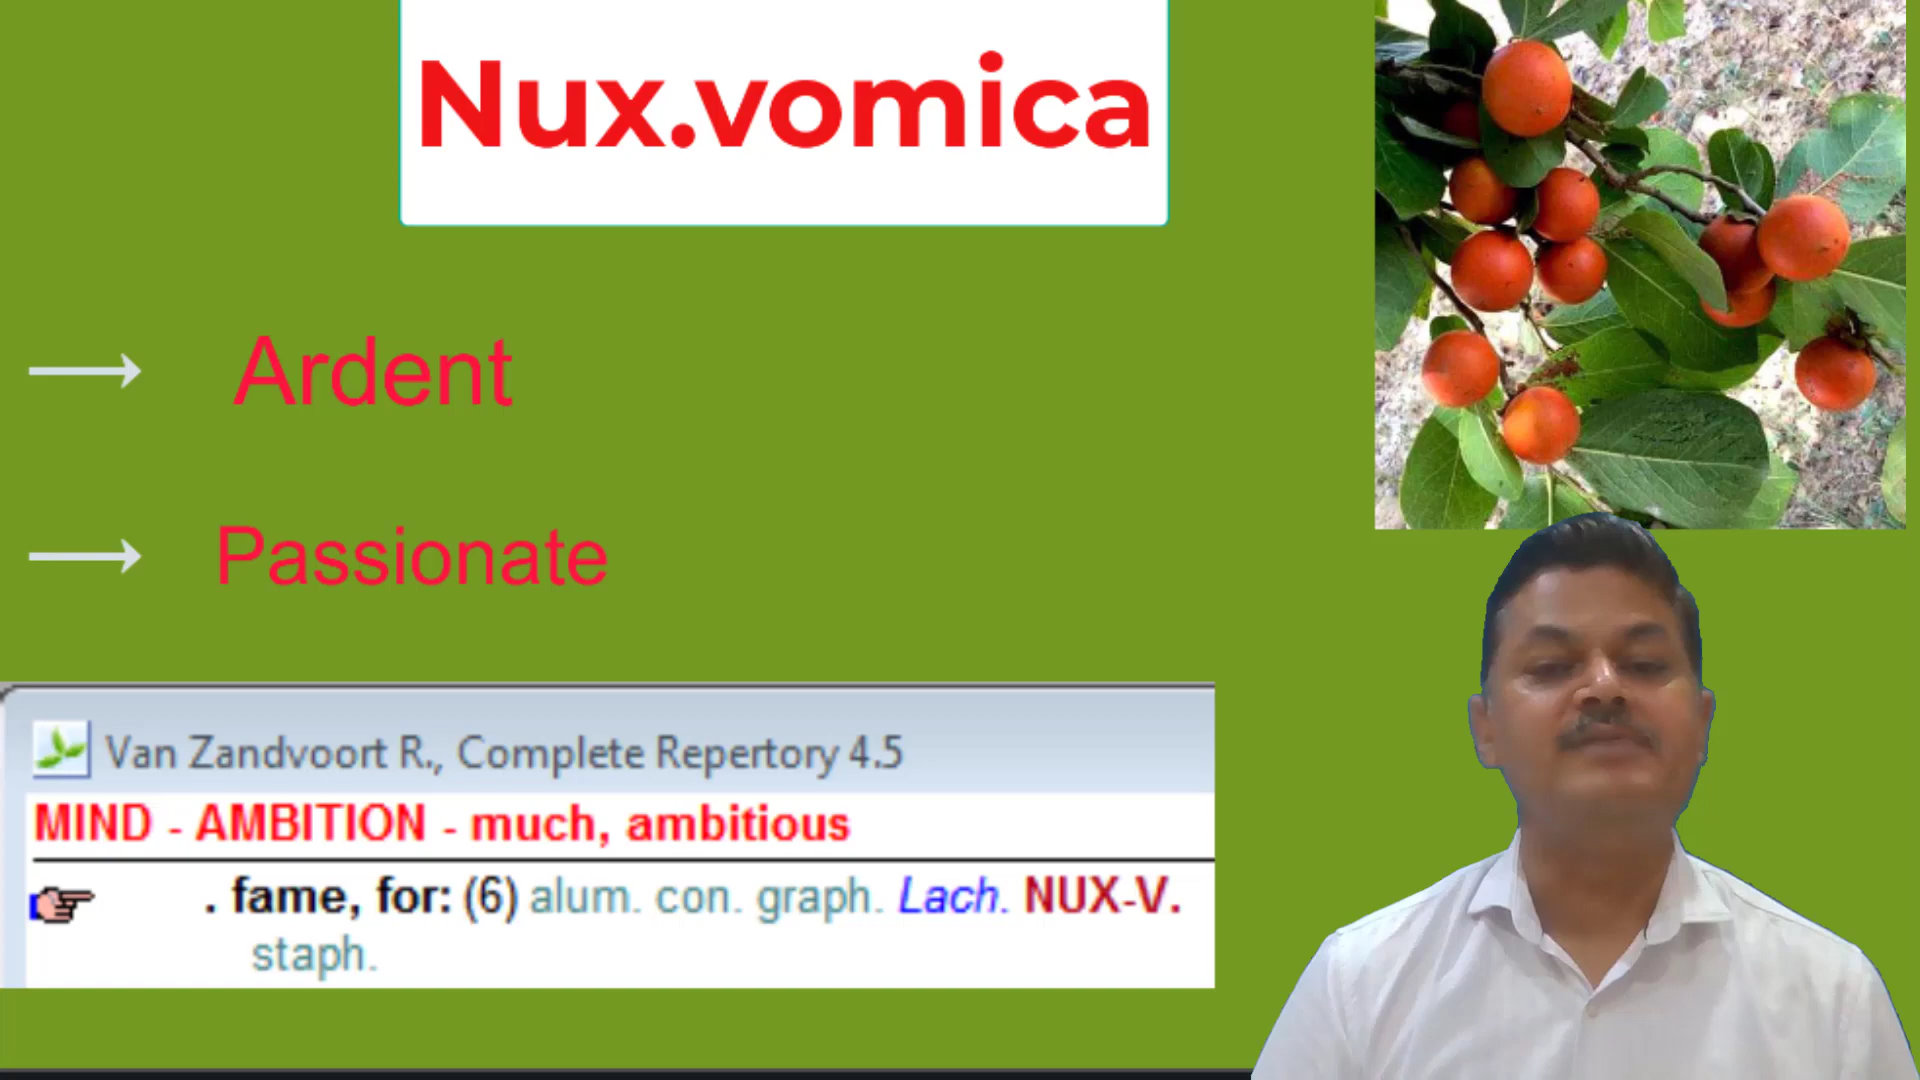 Nux.vomica
Ardent
Passionate
Van Zandvoort R., Complete Repertory 4.5
MIND - AMBITION - much, ambitious
. fame, for: (6) alum. con. graph. Lach. NUX-V.
staph.